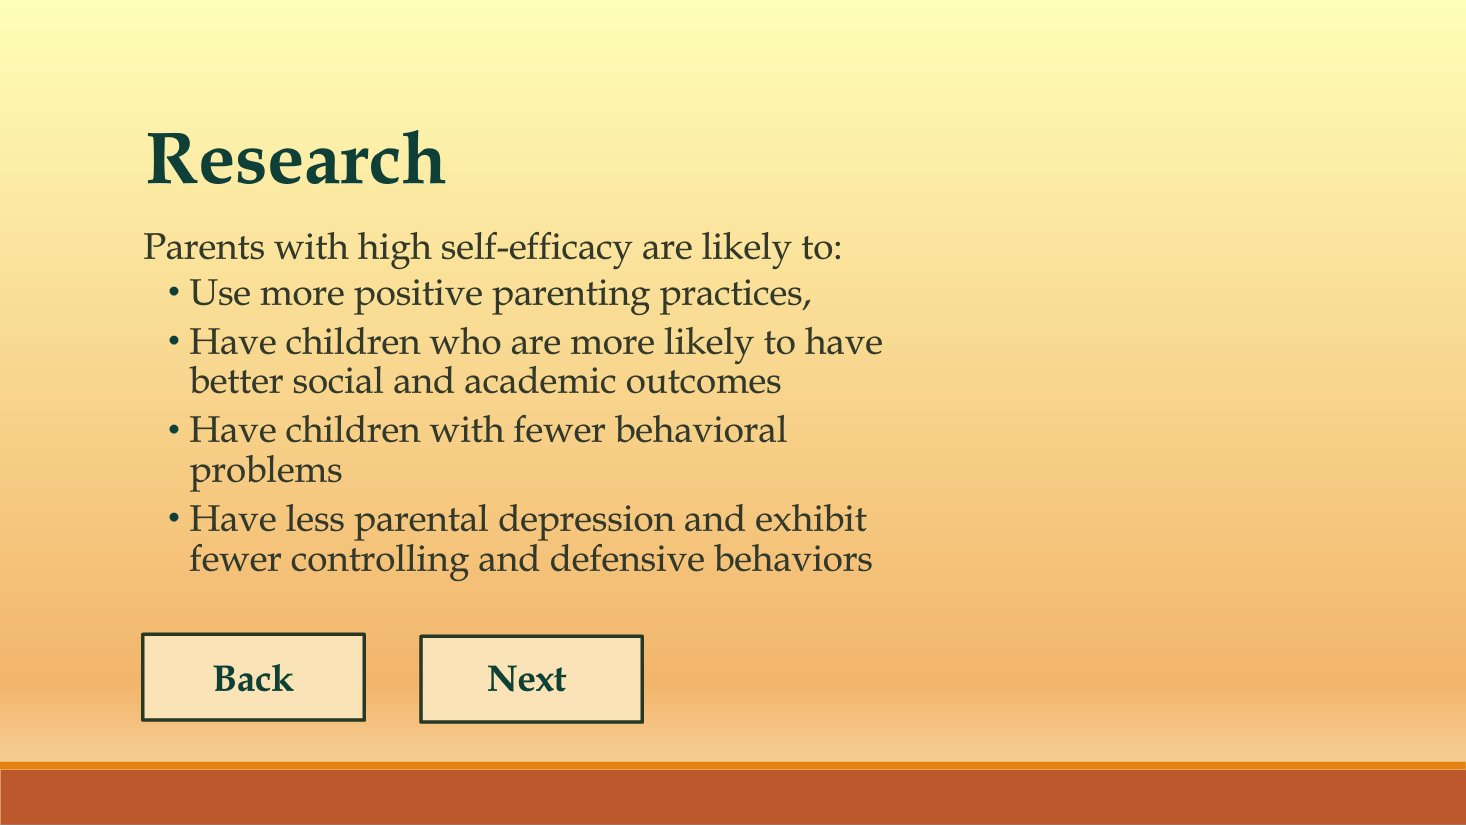 Research
Parents with high self-efficacy are likely to:
• Use more positive parenting practices,
• Have children who are more likely to have
better social and academic outcomes
• Have children with fewer behavioral
problems
• Have less parental depression and exhibit
fewer controlling and defensive behaviors
Back
Next